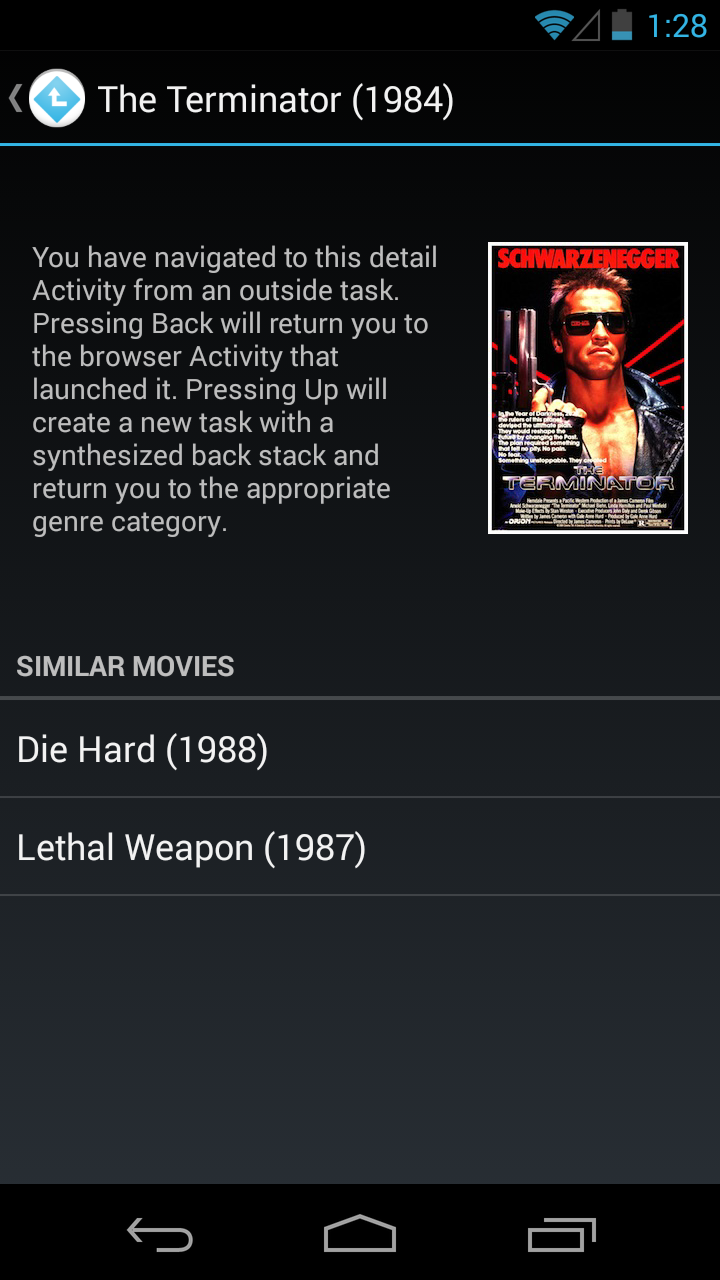 1:28
The Terminator (1984)
You have navigated to this detail
Activity from an outside task.
Pressing Back will return you to
the browser Activity that
launched it. Pressing Up will
create a new task with a
synthesized back stack and
return you to the appropriate
genre category.
SCHWARZENEGGER
In the Year of Darkness,
the rulers of this planet
devised the ultimate plan.
They would reshape the
Future by changing the Past.
The plan required something
that felt no pity. No pain.
No fear.
Something unstoppable. They created
THE
TERMINATOR
ORION
SIMILAR MOVIES
Die Hard (1988)
Lethal Weapon (1987)